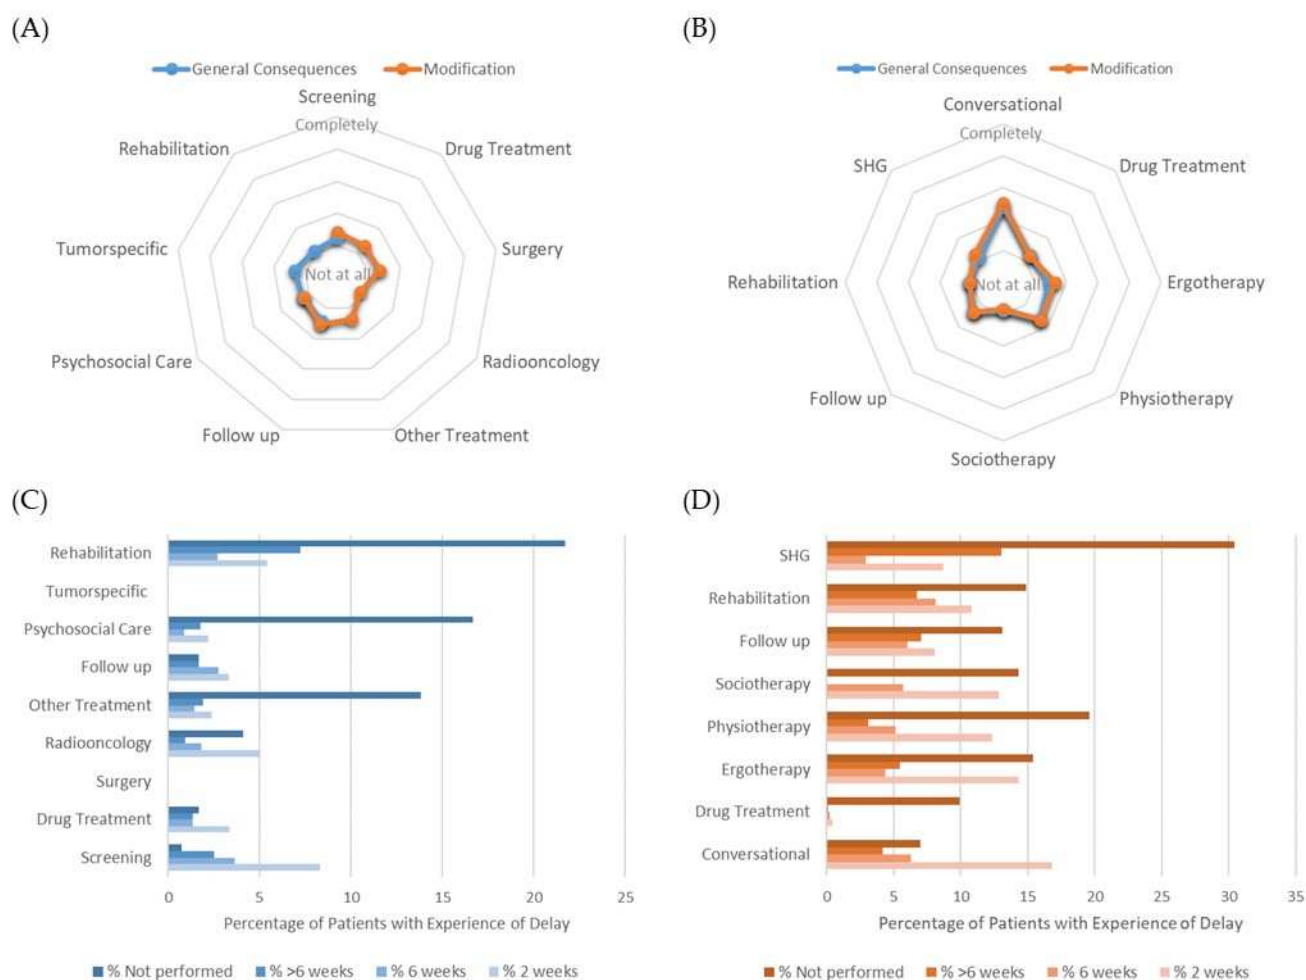 (A)
General Consequences Modification
Screening
Completely
Rehabilitation Drug Treatment
Tumorspecific Surgery
Not at all
Psychosocial Care Radiooncology
Follow up Other Treatment
(B)
General Consequences Modification
Conversational
Completely
SHG Drug Treatment
Rehabilitation Not at all Ergotherapy
Follow up Physiotherapy
Sociotherapy
(C)
Rehabilitation
Tumorspecific
Psychosocial Care
Follow up
Other Treatment
Radiooncology
Surgery
Drug Treatment
Screening
0 5 10 15 20 25
Percentage of Patients with Experience of Delay
% Not performed % >6 weeks % 6 weeks % 2 weeks
(D)
SHG
Rehabilitation
Follow up
Sociotherapy
Physiotherapy
Ergotherapy
Drug Treatment
Conversational
0 5 10 15 20 25 30 35
Percentage of Patients with Experience of Delay
% Not performed % >6 weeks % 6 weeks % 2 weeks